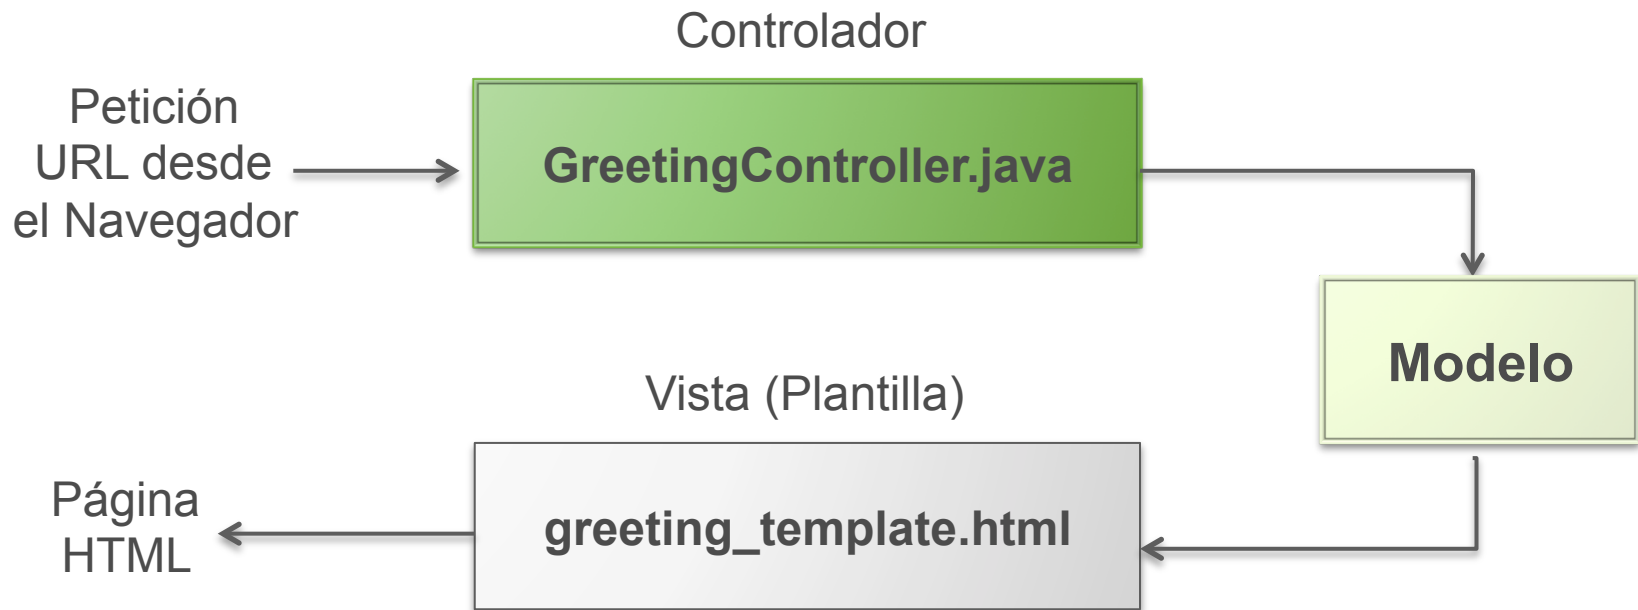 Controlador
Petición
URL desde
el Navegador
GreetingController.java
Modelo
Vista (Plantilla)
greeting_template.html
Página
HTML